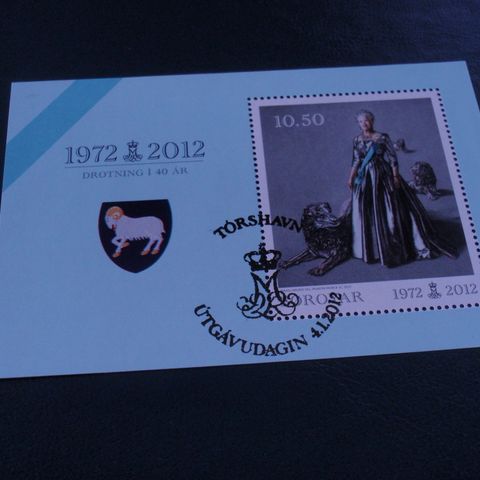 1972 2012
DROTNING Í 40 ÁR
10.50
TÓRSHAVN
FØROYAR 1972 2012
ÚTGÁVUDAGIN 4.1.2012